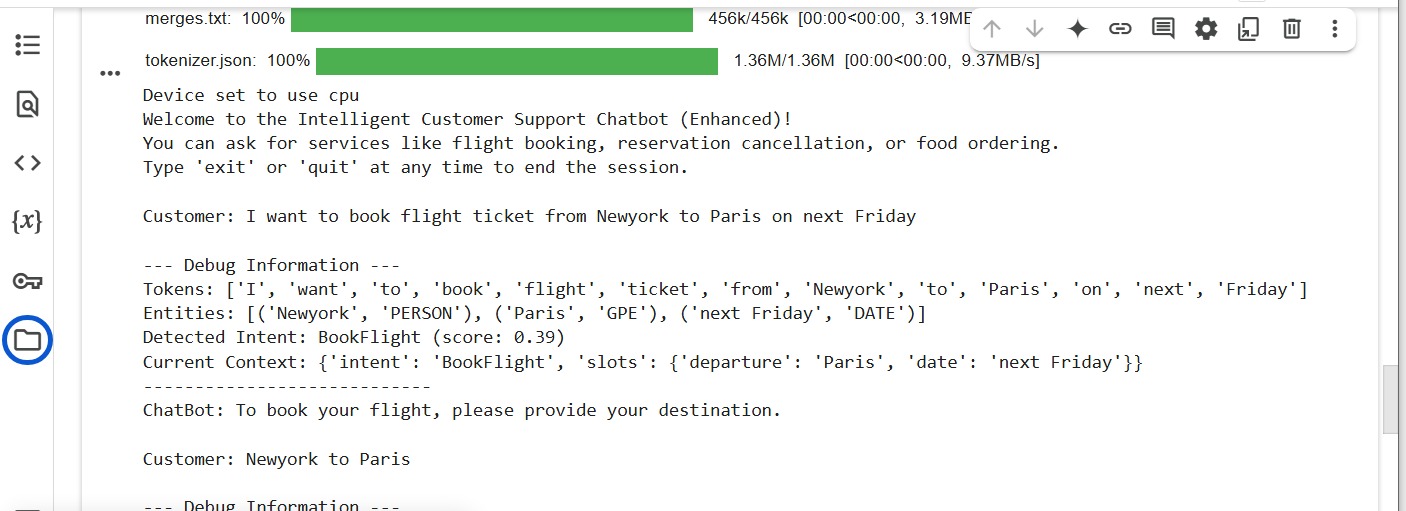 merges.txt: 100% 456k/456k [00:00<00:00, 3.19ME
tokenizer.json: 100% 1.36M/1.36M [00:00<00:00, 9.37MB/s]
Device set to use cpu
Welcome to the Intelligent Customer Support Chatbot (Enhanced)!
You can ask for services like flight booking, reservation cancellation, or food ordering.
Type 'exit' or 'quit' at any time to end the session.
Customer: I want to book flight ticket from Newyork to Paris on next Friday
--- Debug Information ---
Tokens: ['I', 'want', 'to', 'book', 'flight', 'ticket', 'from', 'Newyork', 'to', 'Paris', 'on', 'next', 'Friday']
Entities: [('Newyork', 'PERSON'), ('Paris', 'GPE'), ('next Friday', 'DATE')]
Detected Intent: BookFlight (score: 0.39)
Current Context: {'intent': 'BookFlight', 'slots': {'departure': 'Paris', 'date': 'next Friday'}}
----------------------------
ChatBot: To book your flight, please provide your destination.
Customer: Newyork to Paris
--- Debug Information ---